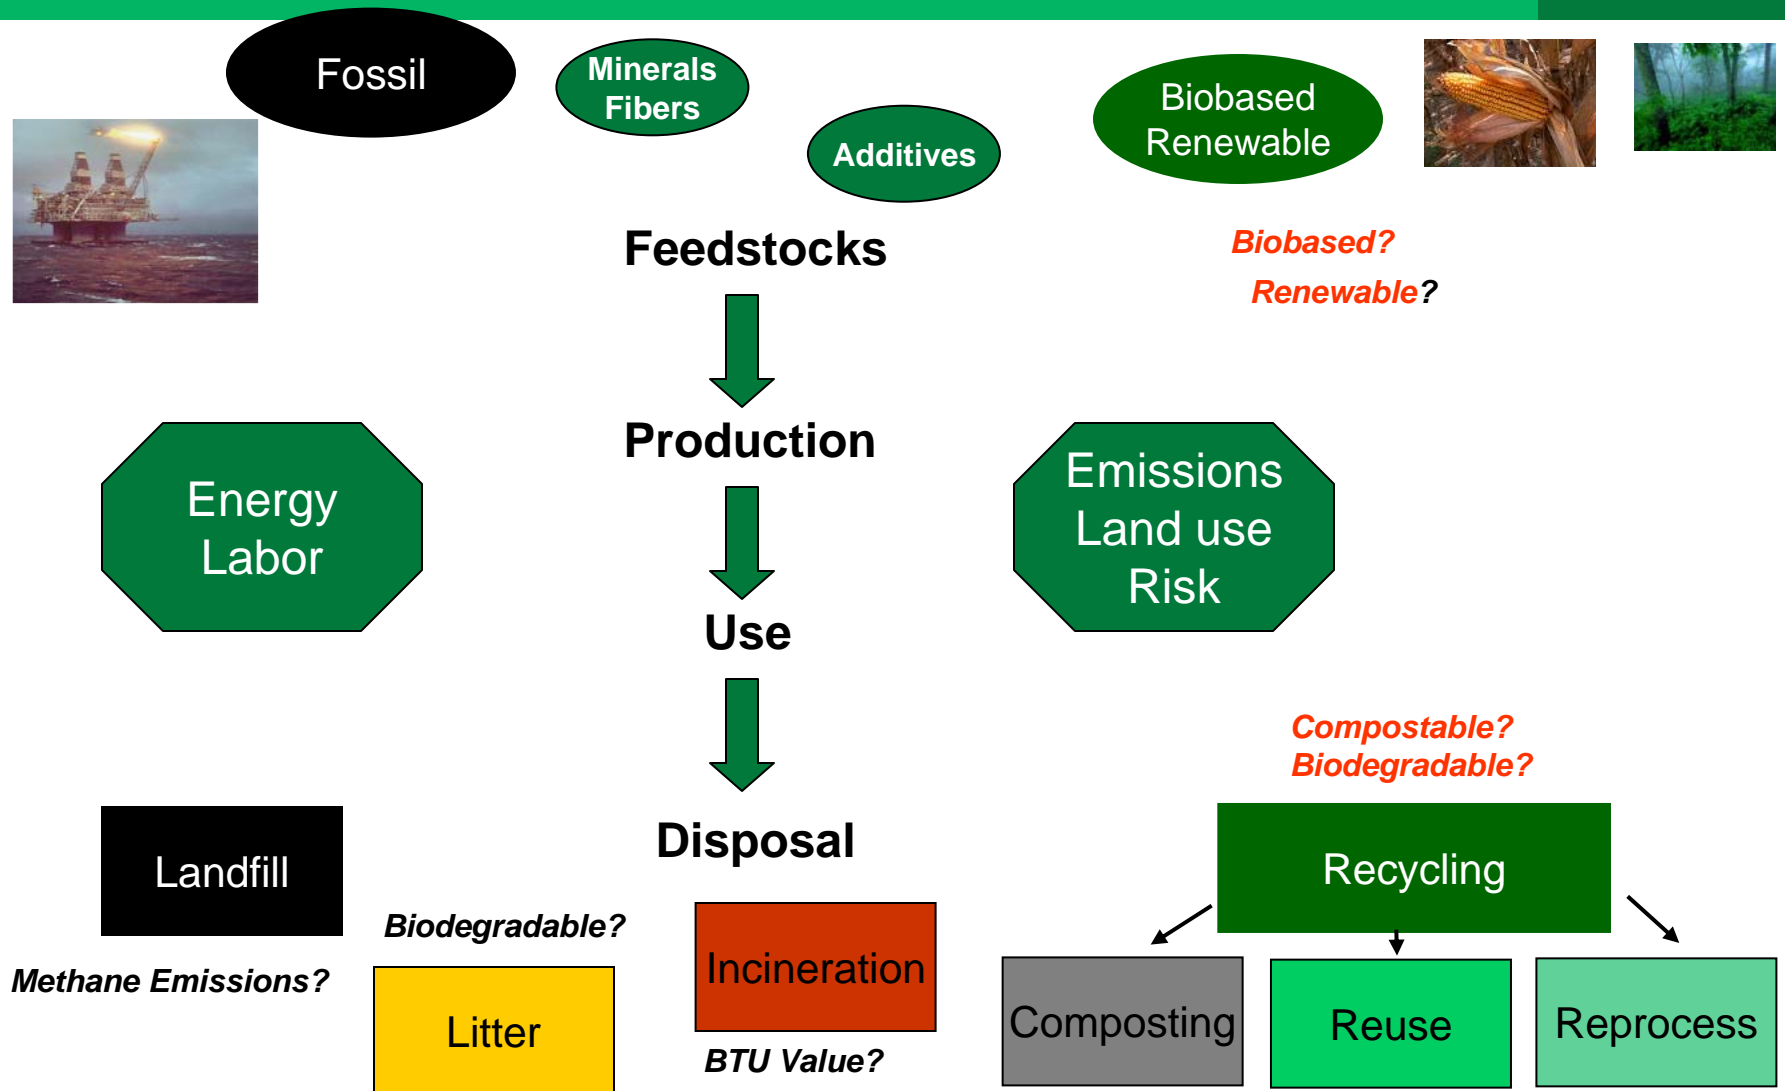 Fossil
Minerals
Fibers
Additives
Biobased
Renewable
Feedstocks
Biobased?
Renewable?
Production
Energy
Labor
Emissions
Land use
Risk
Use
Compostable?
Biodegradable?
Disposal
Landfill
Recycling
Biodegradable?
Methane Emissions?
Incineration
Litter
BTU Value?
Composting
Reuse
Reprocess